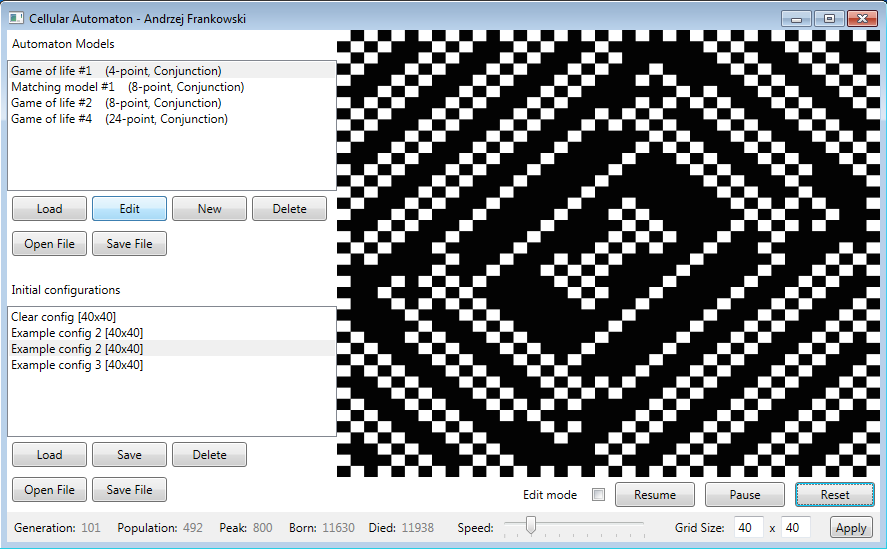 Cellular Automaton - Andrzej Frankowski
Automaton Models
Game of life #1 (4-point, Conjunction)
Matching model #1 (8-point, Conjunction)
Game of life #2 (8-point, Conjunction)
Game of life #4 (24-point, Conjunction)
Load Edit New Delete
Open File Save File
Initial configurations
Clear config [40x40]
Example config 2 [40x40]
Example config 2 [40x40]
Example config 3 [40x40]
Load Save Delete
Open File Save File
Edit mode Resume Pause Reset
Generation: 101 Population: 492 Peak: 800 Born: 11630 Died: 11938 Speed: Grid Size: 40 x 40 Apply